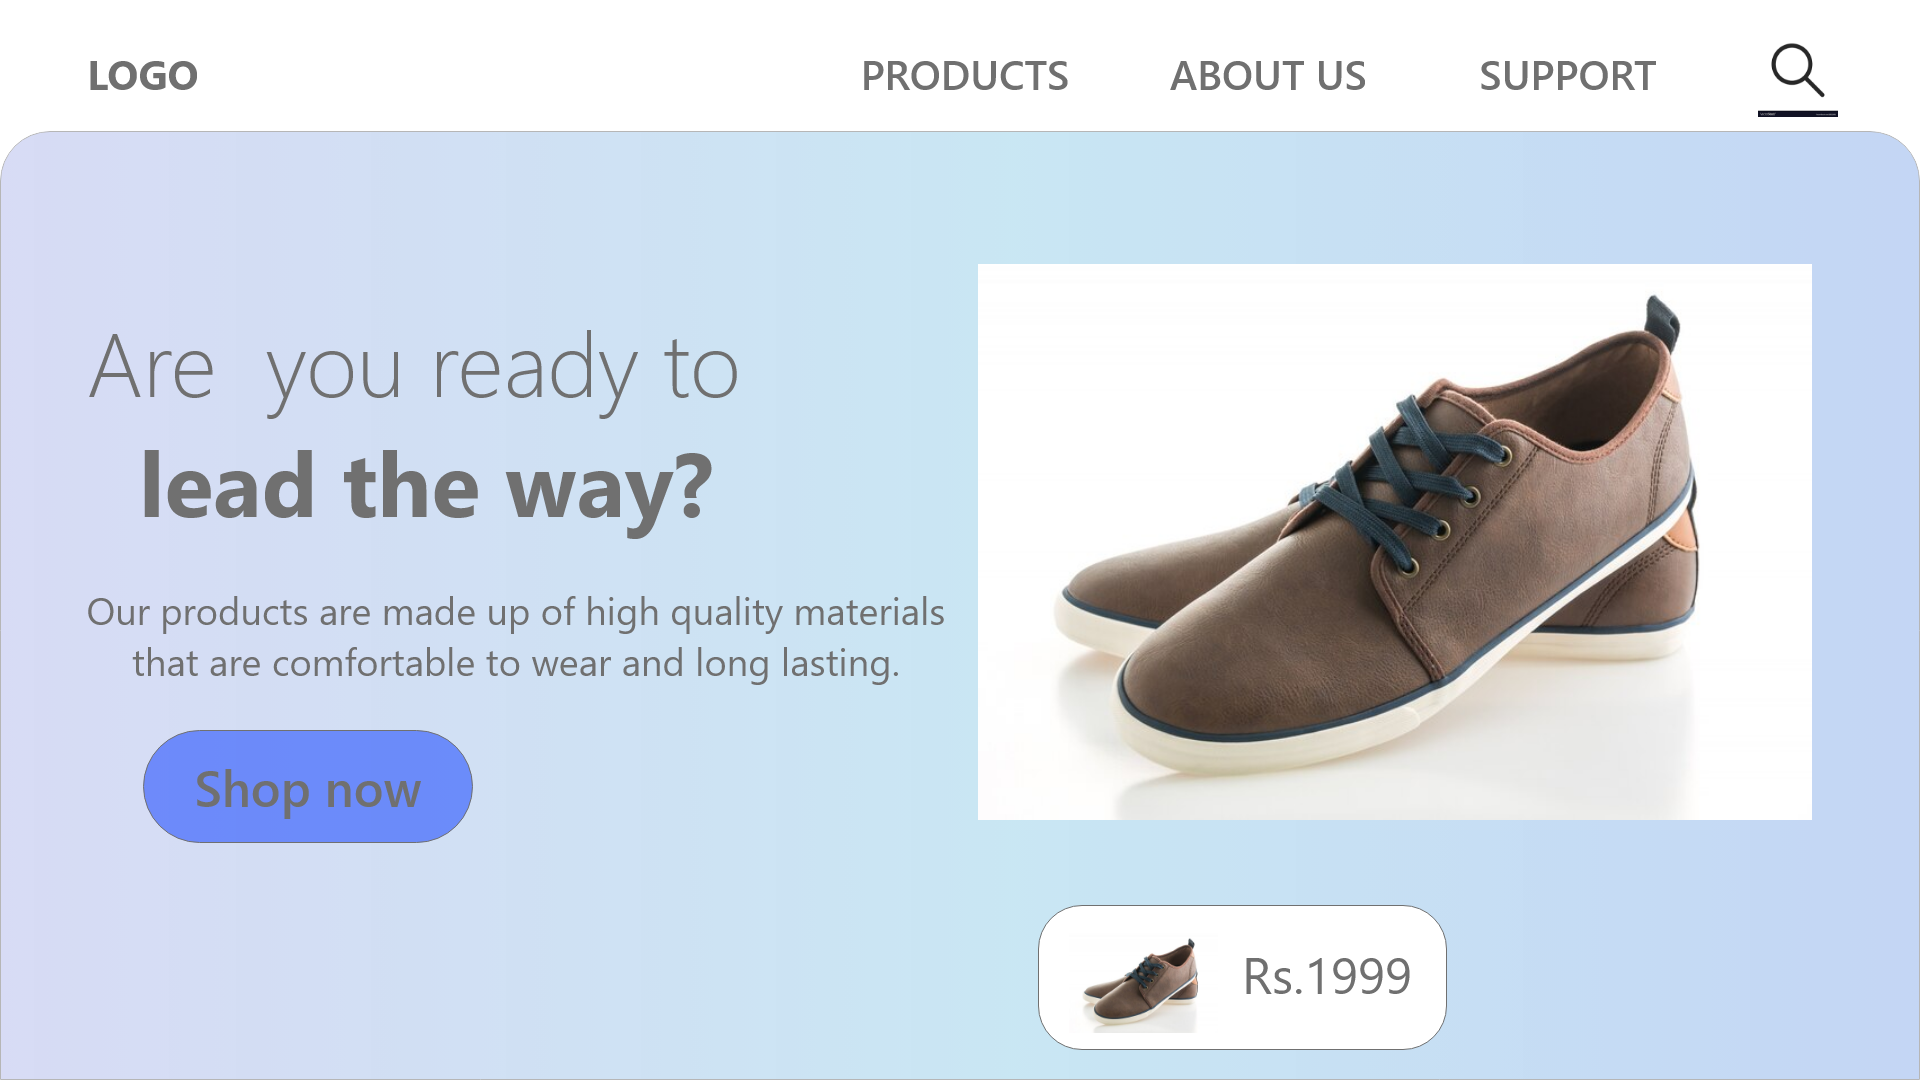 LOGO
PRODUCTS
ABOUT US
SUPPORT
Are  you ready to
lead the way?
Our products are made up of high quality materials
that are comfortable to wear and long lasting.
Shop now
Rs.1999